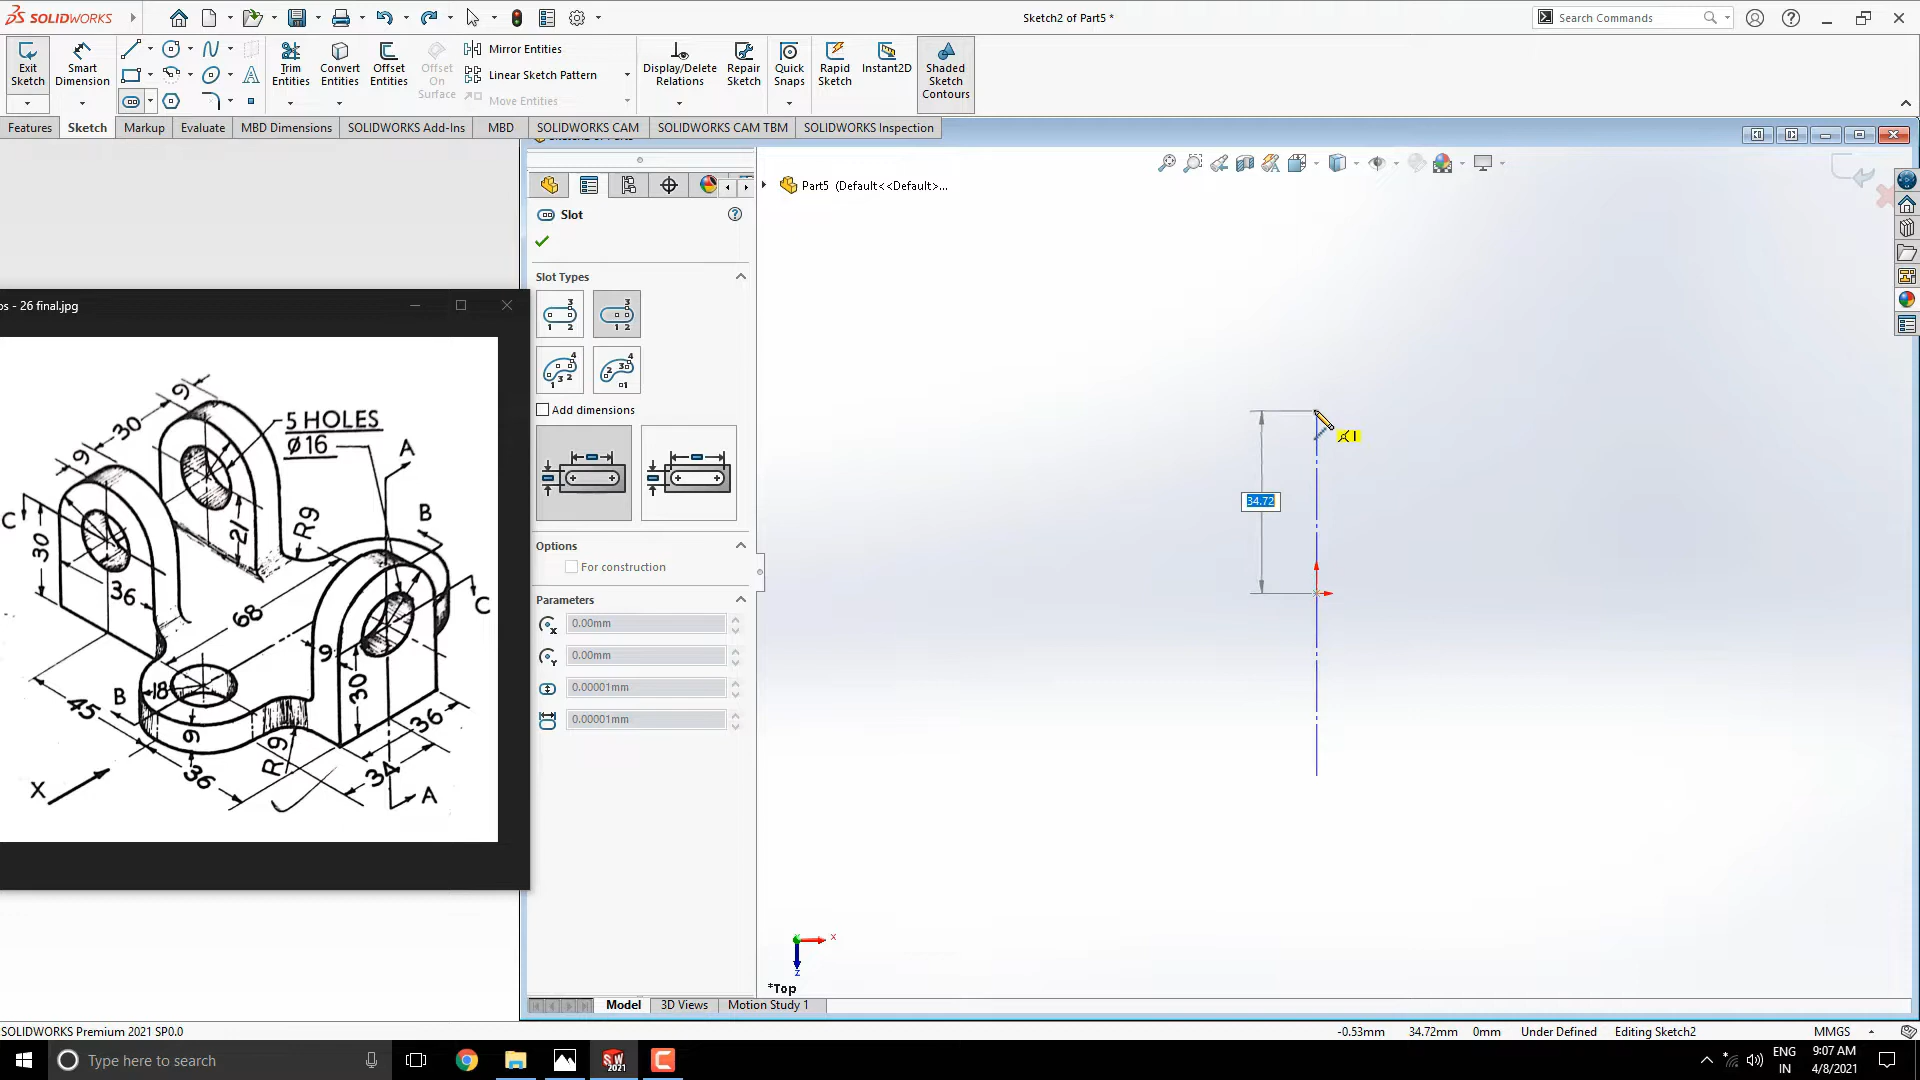 SOLIDWORKS
Sketch2 of Part5 *
Search Commands
Exit Sketch
Smart Dimension
Trim Entities
Convert Entities
Offset Entities
Offset On Surface
Mirror Entities
Linear Sketch Pattern
Move Entities
Display/Delete Relations
Repair Sketch
Quick Snaps
Rapid Sketch
Instant2D
Shaded Sketch Contours
Features
Sketch
Markup
Evaluate
MBD Dimensions
SOLIDWORKS Add-Ins
MBD
SOLIDWORKS CAM
SOLIDWORKS CAM TBM
SOLIDWORKS Inspection
Part5 (Default<<Default>...
Slot
Slot Types
Add dimensions
Options
For construction
Parameters
0.00mm
0.00mm
0.00001mm
0.00001mm
os - 26 final.jpg
9
30
9
5 HOLES
Ø16
A
B
C
30
21
R9
36
68
C
9
B
18
30
45
9
36
36
R9
34
X
A
34.72
X
Z
*Top
Model
3D Views
Motion Study 1
SOLIDWORKS Premium 2021 SP0.0
-0.53mm
34.72mm
0mm
Under Defined
Editing Sketch2
MMGS
Type here to search
SW
2021
ENG
IN
9:07 AM
4/8/2021